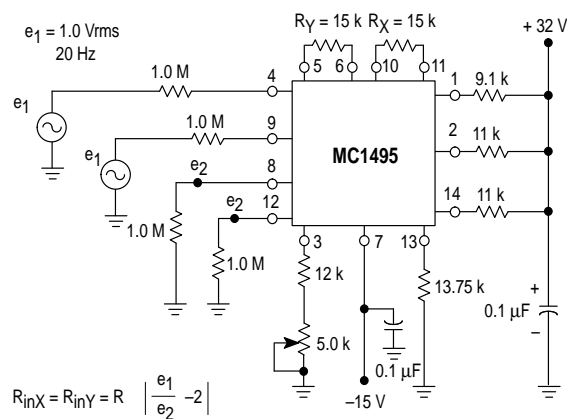 e1 = 1.0 Vrms
20 Hz
RY = 15 k
RX = 15 k
+ 32 V
1.0 M
4
5
6
10
11
1
9.1 k
e1
1.0 M
9
2
11 k
MC1495
e1
e2
8
14
11 k
e2
12
1.0 M
3
7
13
1.0 M
12 k
13.75 k
+
0.1 µF
–
5.0 k
0.1 µF
–15 V
RinX = RinY = R | e1 / e2 –2 |